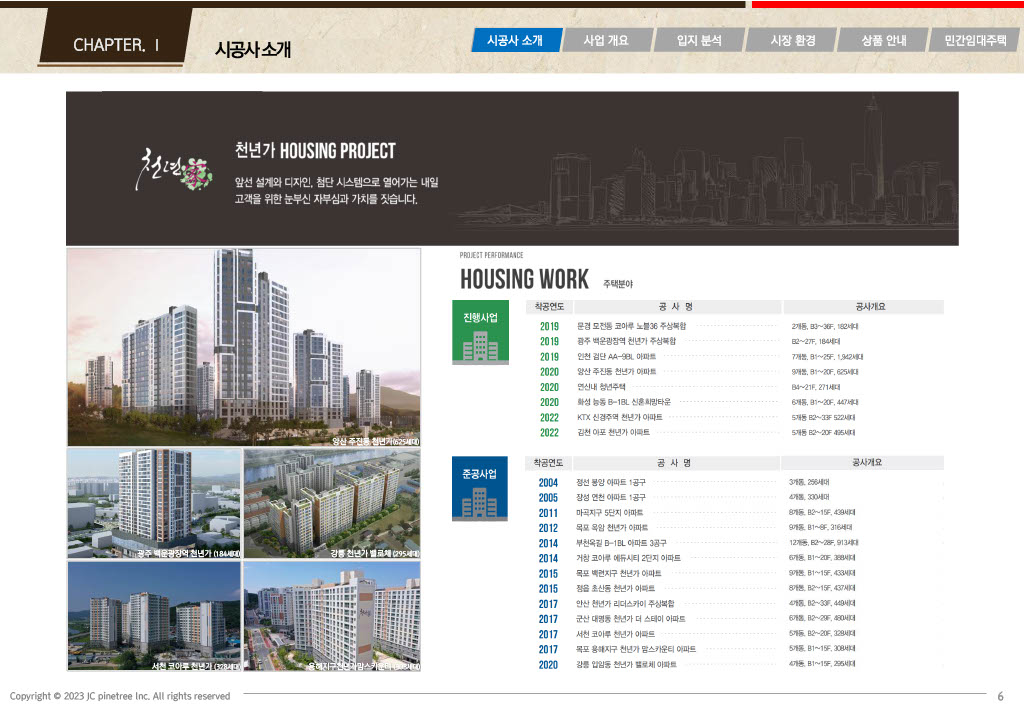 CHAPTER. I
시공사 소개
시공사 소개
사업 개요
입지 분석
시장 환경
상품 안내
민간임대주택
천년家
천년가 HOUSING PROJECT
앞선 설계와 디자인, 첨단 시스템으로 열어가는 내일
고객을 위한 눈부신 자부심과 가치를 짓습니다.
양산 주진동 천년가(625세대)
광주 백운광장역 천년가 (184세대)
강릉 천년가 벨로채 (295세대)
서천 코아루 천년가 (328세대)
PROJECT PERFORMANCE
HOUSING WORK 주택분야
진행사업
착공연도 공 사 명 공사개요
2019 문경 모전동 코아루 노블36 주상복합 2개동, B3~36F, 182세대
2019 광주 백운광장역 천년가 주상복합 B2~27F, 184세대
2019 인천 검단 AA-9BL 아파트 7개동, B1~25F, 1,942세대
2020 양산 주진동 천년가 아파트 9개동, B1~20F, 625세대
2020 연신내 청년주택 B4~21F, 271세대
2020 화성 능동 B-1BL 신혼희망타운 6개동, B1~20F, 447세대
2022 KTX 신경주역 천년가 아파트 5개동 B2~33F 522세대
2022 김천 아포 천년가 아파트 5개동 B2~20F 495세대
준공사업
착공연도 공 사 명 공사개요
2004 정선 봉양 아파트 1공구 3개동, 256세대
2005 장성 연천 아파트 1공구 4개동, 330세대
2011 마곡지구 5단지 아파트 8개동, B2~15F, 439세대
2012 목포 옥암 천년가 아파트 9개동, B1~8F, 316세대
2014 부천옥길 B-1BL 아파트 3공구 12개동, B2~28F, 913세대
2014 거창 코아루 에듀시티 2단지 아파트 6개동, B1~20F, 388세대
2015 목포 백련지구 천년가 아파트 9개동, B1~15F, 433세대
2015 정읍 초산동 천년가 아파트 8개동, B2~15F, 437세대
2017 안산 천년가 리더스카이 주상복합 4개동, B2~33F, 449세대
2017 군산 대명동 천년가 더 스테이 아파트 6개동, B2~29F, 480세대
2017 서천 코아루 천년가 아파트 5개동, B2~20F, 328세대
2017 목포 용해지구 천년가 맘스카운티 아파트 5개동, B1~15F, 308세대
2020 강릉 입암동 천년가 벨로채 아파트 4개동, B1~15F, 295세대
Copyright © 2023 JC pinetree Inc. All rights reserved
6